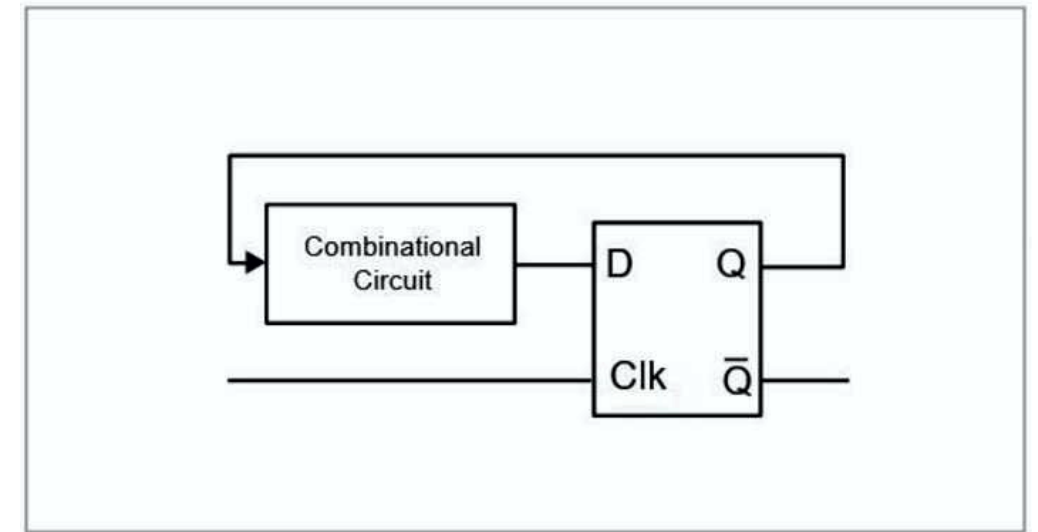 Combinational
Circuit
D
Q
Clk
Q̅